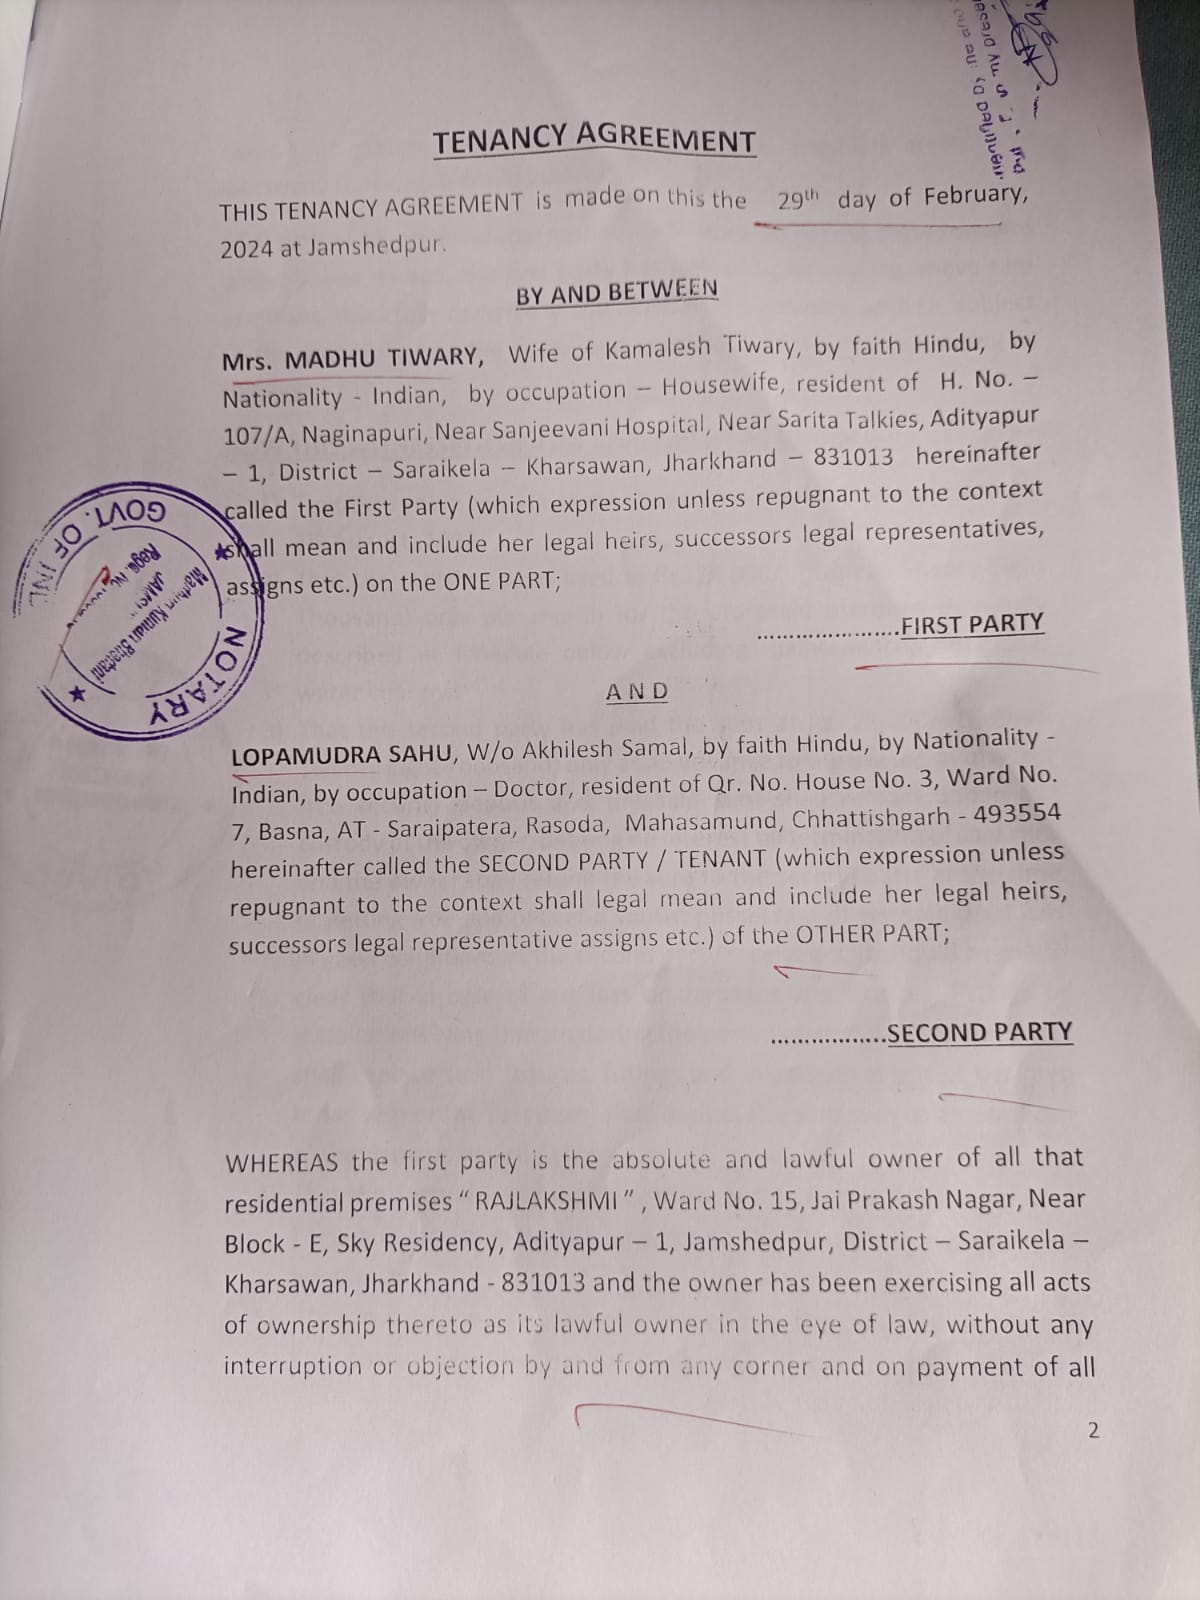 TENANCY AGREEMENT
THIS TENANCY AGREEMENT is made on this the 29th day of February,
2024 at Jamshedpur.
BY AND BETWEEN
Mrs. MADHU TIWARY, Wife of Kamalesh Tiwary, by faith Hindu, by
Nationality - Indian, by occupation – Housewife, resident of H. No. –
107/A, Naginapuri, Near Sanjeevani Hospital, Near Sarita Talkies, Adityapur
– 1, District – Saraikela – Kharsawan, Jharkhand – 831013 hereinafter
called the First Party (which expression unless repugnant to the context
shall mean and include her legal heirs, successors legal representatives,
assigns etc.) on the ONE PART;
.....................FIRST PARTY
A N D
LOPAMUDRA SAHU, W/o Akhilesh Samal, by faith Hindu, by Nationality -
Indian, by occupation – Doctor, resident of Qr. No. House No. 3, Ward No.
7, Basna, AT - Saraipatera, Rasoda, Mahasamund, Chhattishgarh - 493554
hereinafter called the SECOND PARTY / TENANT (which expression unless
repugnant to the context shall legal mean and include her legal heirs,
successors legal representative assigns etc.) of the OTHER PART;
.................SECOND PARTY
WHEREAS the first party is the absolute and lawful owner of all that
residential premises “ RAJLAKSHMI ” , Ward No. 15, Jai Prakash Nagar, Near
Block - E, Sky Residency, Adityapur – 1, Jamshedpur, District – Saraikela –
Kharsawan, Jharkhand - 831013 and the owner has been exercising all acts
of ownership thereto as its lawful owner in the eye of law, without any
interruption or objection by and from any corner and on payment of all
2
NOTARY
GOVT. OF
Regd. No.
Kumar